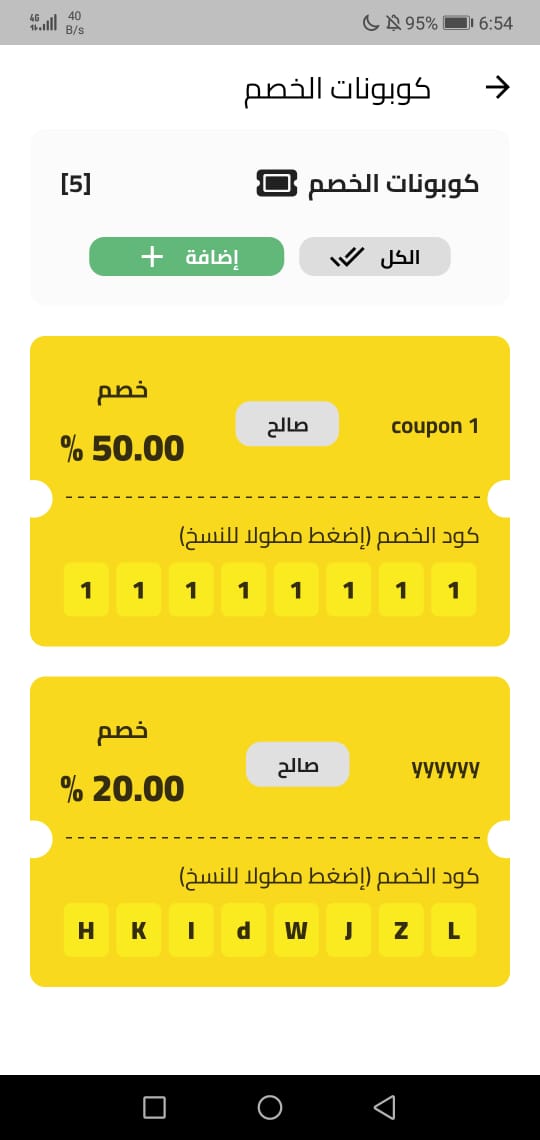 4G 40 B/s 95% 6:54
كوبونات الخصم
كوبونات الخصم [5]
الكل إضافة +
coupon 1 صالح خصم
50.00 %
كود الخصم (إضغط مطولا للنسخ)
1 1 1 1 1 1 1 1
yyyyyy صالح خصم
20.00 %
كود الخصم (إضغط مطولا للنسخ)
H K I d W J Z L